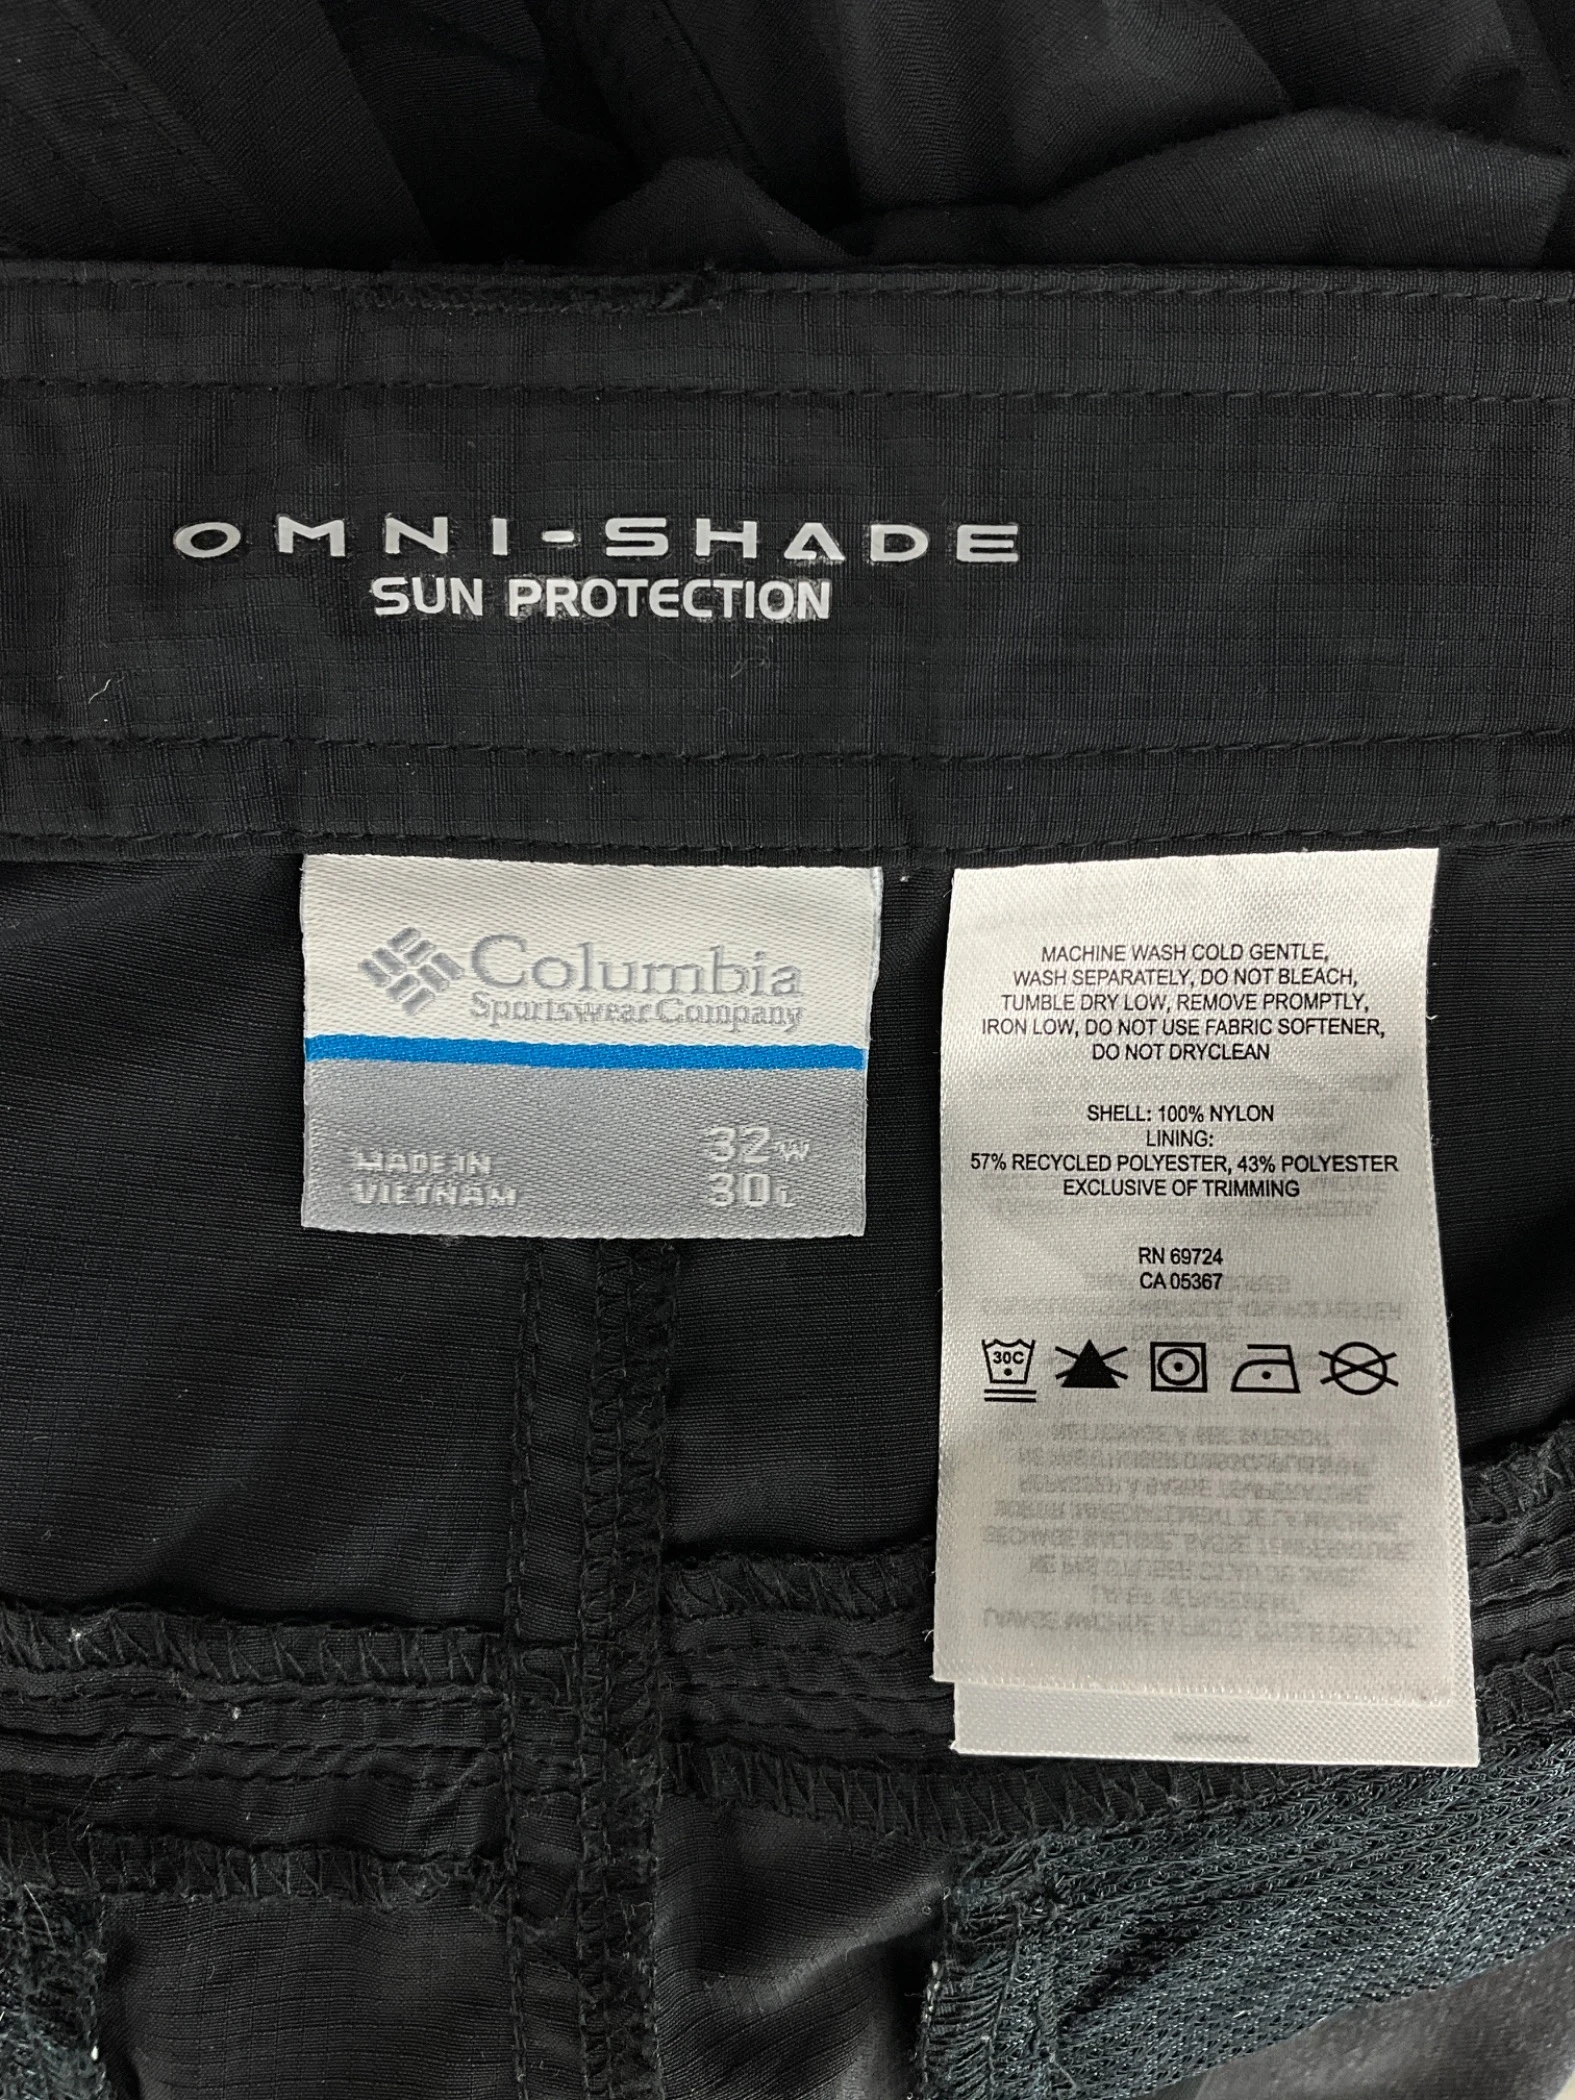 OMNI-SHADE
SUN PROTECTION
Columbia
Sportswear Company
MADE IN
VIETNAM
32W
30L
MACHINE WASH COLD GENTLE,
WASH SEPARATELY, DO NOT BLEACH,
TUMBLE DRY LOW, REMOVE PROMPTLY,
IRON LOW, DO NOT USE FABRIC SOFTENER,
DO NOT DRYCLEAN
SHELL: 100% NYLON
LINING:
57% RECYCLED POLYESTER, 43% POLYESTER
EXCLUSIVE OF TRIMMING
RN 69724
CA 05367
30C